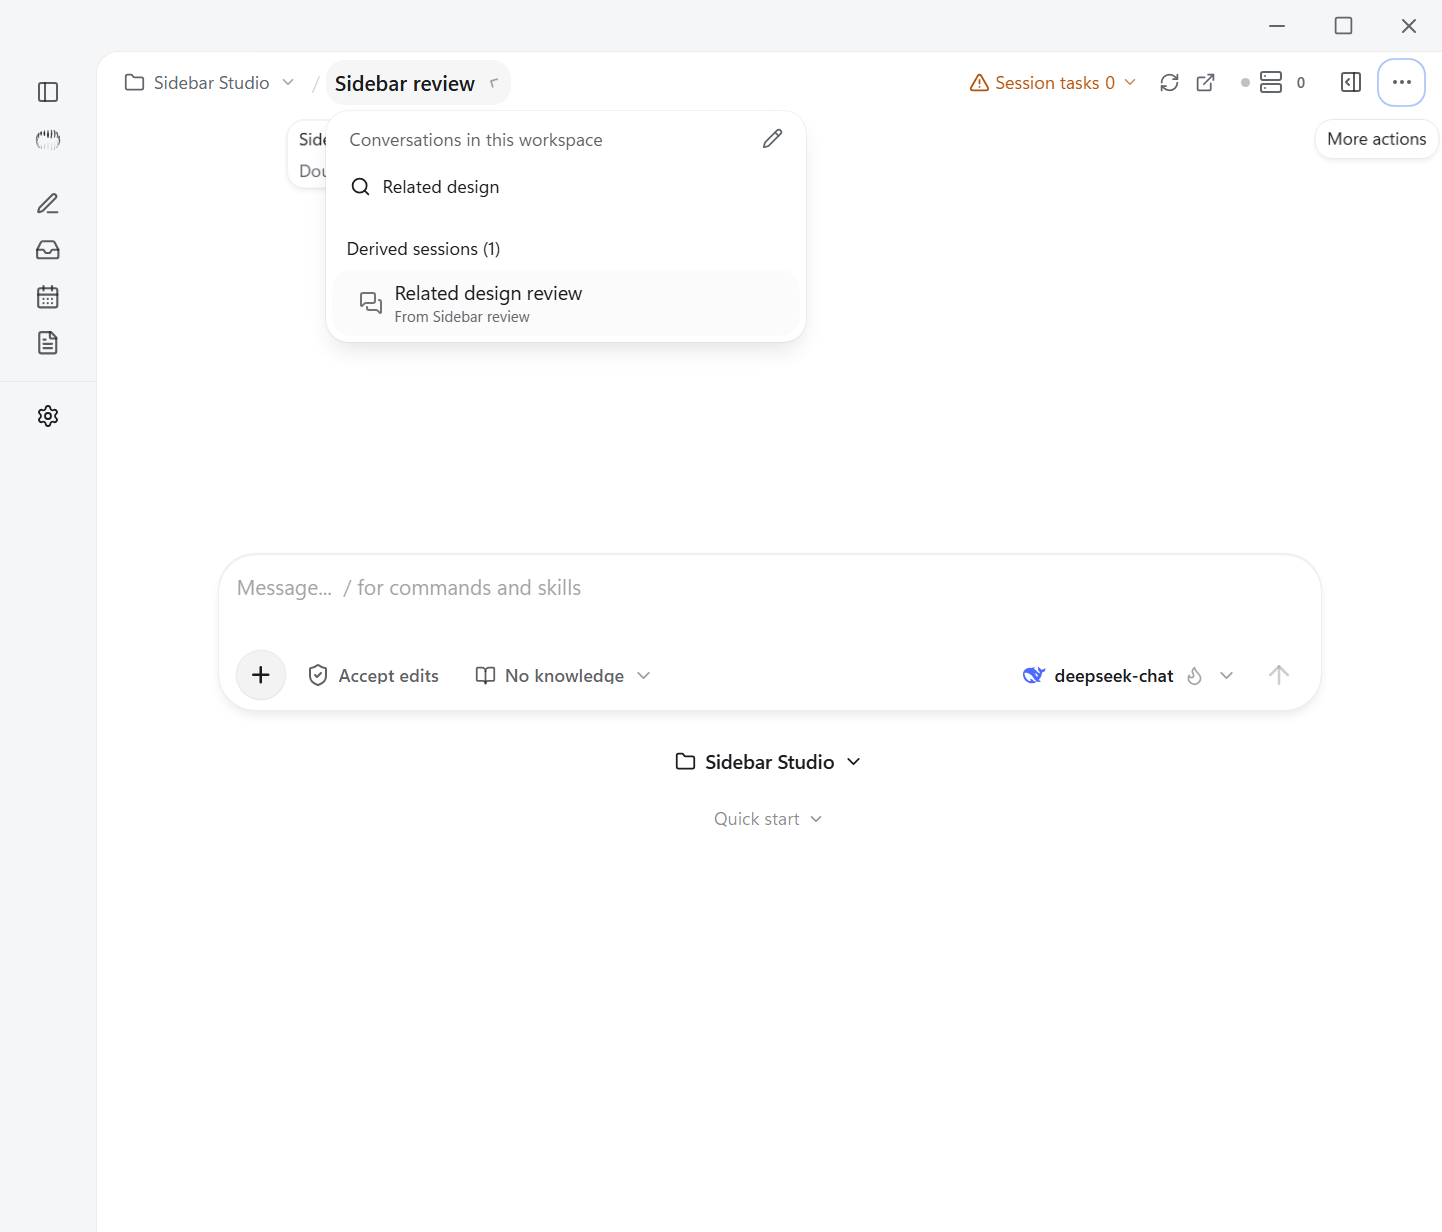 Sidebar Studio / Sidebar review
Session tasks 0
0
More actions
Side
Dou
Conversations in this workspace
Related design
Derived sessions (1)
Related design review
From Sidebar review
Message... / for commands and skills
Accept edits
No knowledge
deepseek-chat
Sidebar Studio
Quick start